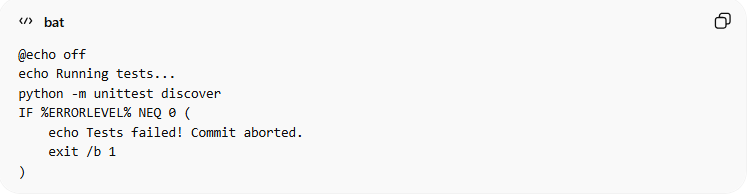 </> bat
@echo off
echo Running tests...
python -m unittest discover
IF %ERRORLEVEL% NEQ 0 (
    echo Tests failed! Commit aborted.
    exit /b 1
)